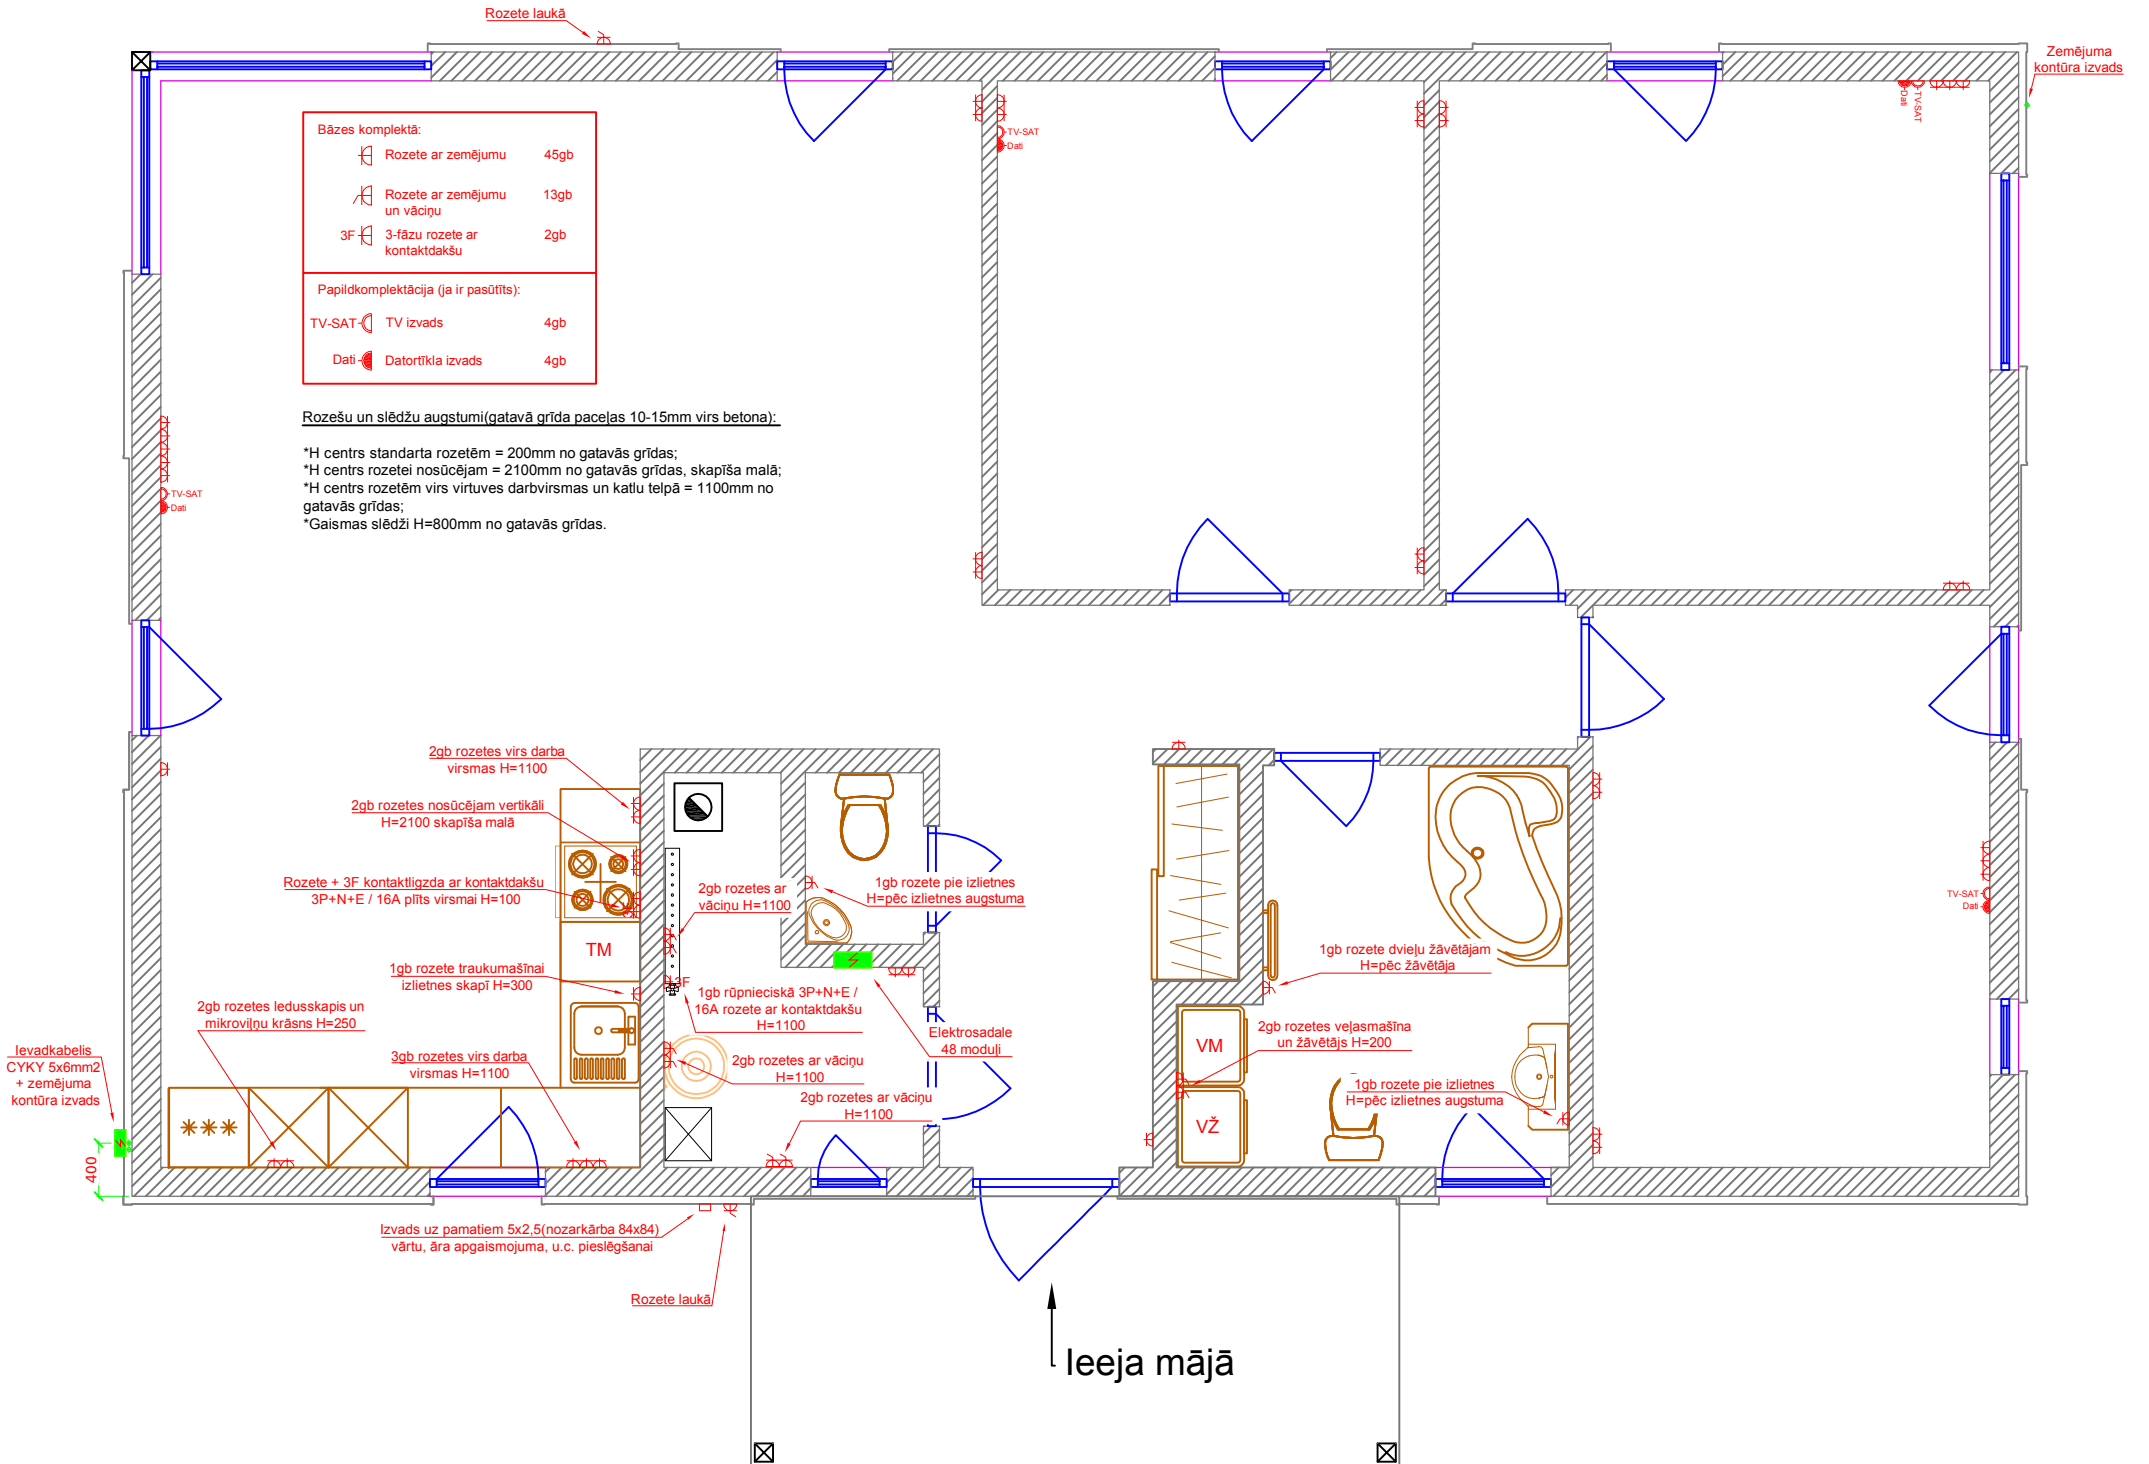 Rozete laukā
Zemējuma
kontūra izvads
Bāzes komplektā:
Rozete ar zemējumu 45gb
Rozete ar zemējumu 13gb
un vāciņu
3F 3-fāzu rozete ar 2gb
kontaktdakšu
Papildkomplektācija (ja ir pasūtīts):
TV-SAT TV izvads 4gb
Dati Datortīkla izvads 4gb
Rozešu un slēdžu augstumi(gatavā grīda paceļas 10-15mm virs betona):
*H centrs standarta rozetēm = 200mm no gatavās grīdas;
*H centrs rozetei nosūcējam = 2100mm no gatavās grīdas, skapīša malā;
*H centrs rozetēm virs virtuves darbvirsmas un katlu telpā = 1100mm no
gatavās grīdas;
*Gaismas slēdži H=800mm no gatavās grīdas.
TV-SAT
Dati
TV-SAT
Dati
Dati
TV-SAT
2gb rozetes virs darba
virsmas H=1100
2gb rozetes nosūcējam vertikāli
H=2100 skapīša malā
Rozete + 3F kontaktligzda ar kontaktdakšu
3P+N+E / 16A plīts virsmai H=100
3F
TM
1gb rozete traukumašīnai
izlietnes skapī H=300
2gb rozetes ledusskapis un
mikroviļnu krāsns H=250
3gb rozetes virs darba
virsmas H=1100
Ievadkabelis
CYKY 5x6mm2
+ zemējuma
kontūra izvads
400
2gb rozetes ar
vāciņu H=1100
1gb rozete pie izlietnes
H=pēc izlietnes augstuma
3F
1gb rūpnieciskā 3P+N+E /
16A rozete ar kontaktdakšu
H=1100
Elektrosadale
48 moduļi
2gb rozetes ar vāciņu
H=1100
2gb rozetes ar vāciņu
H=1100
1gb rozete dvieļu žāvētājam
H=pēc žāvētāja
2gb rozetes veļasmašīna
un žāvētājs H=200
VM
VŽ
1gb rozete pie izlietnes
H=pēc izlietnes augstuma
TV-SAT
Dati
Izvads uz pamatiem 5x2,5(nozarkārba 84x84)
vārtu, āra apgaismojuma, u.c. pieslēgšanai
Rozete laukā
Ieeja mājā